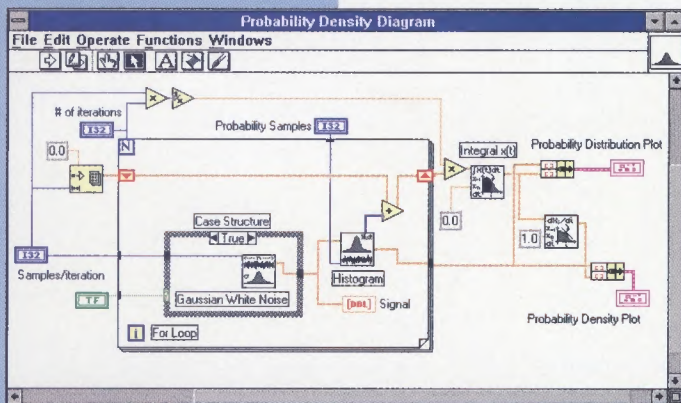 Probability Density Diagram
File Edit Operate Functions Windows
A
# of iterations
I32
Probability Samples I32
Integral x(t)
Probability Distribution Plot
0.0
N
0.0
Case Structure
True
I32
Samples/iteration
Histogram
1.0
Gaussian White Noise
[DBL] Signal
TF
Probability Density Plot
i For Loop